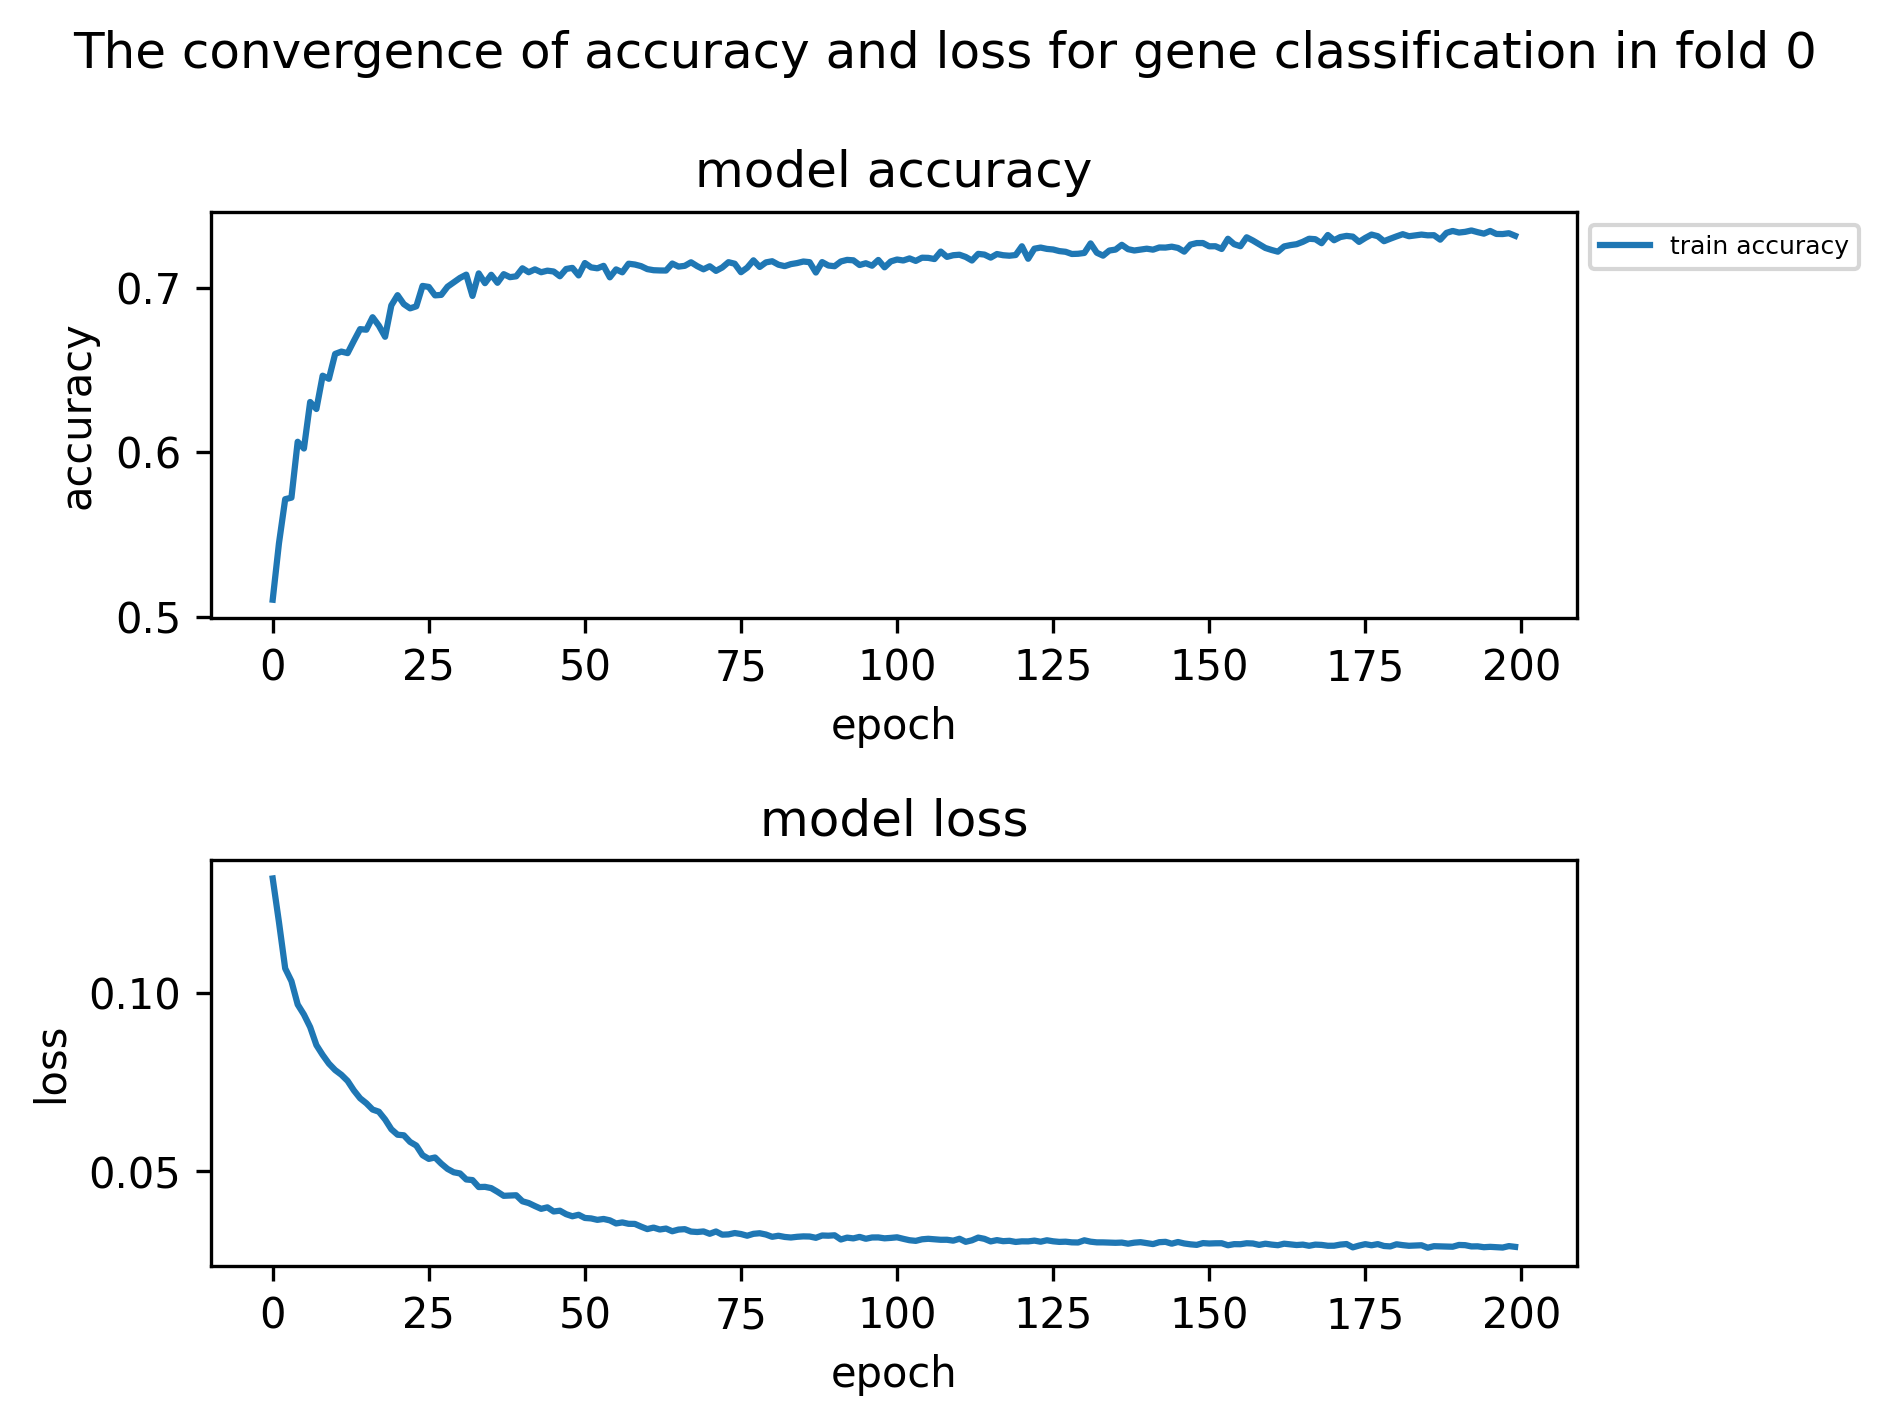 The convergence of accuracy and loss for gene classification in fold 0
model accuracy
train accuracy
0.7
0.6
0.5
accuracy
0 25 50 75 100 125 150 175 200
epoch
model loss
0.10
0.05
loss
0 25 50 75 100 125 150 175 200
epoch